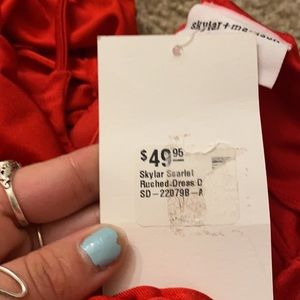 skylar+madison
$49.95
Skylar Scarlet
Ruched Dress D
SD-22079B-A